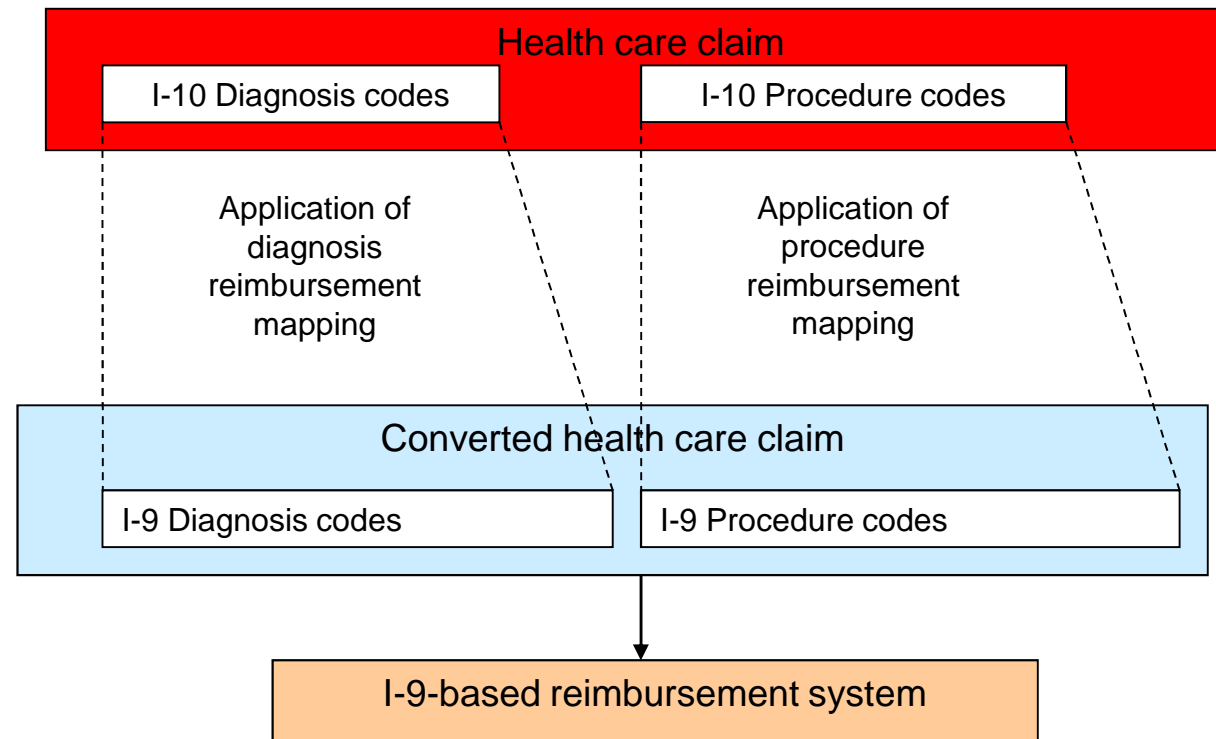 Health care claim
I-10 Diagnosis codes
I-10 Procedure codes
Application of
diagnosis
reimbursement
mapping
Application of
procedure
reimbursement
mapping
Converted health care claim
I-9 Diagnosis codes
I-9 Procedure codes
I-9-based reimbursement system